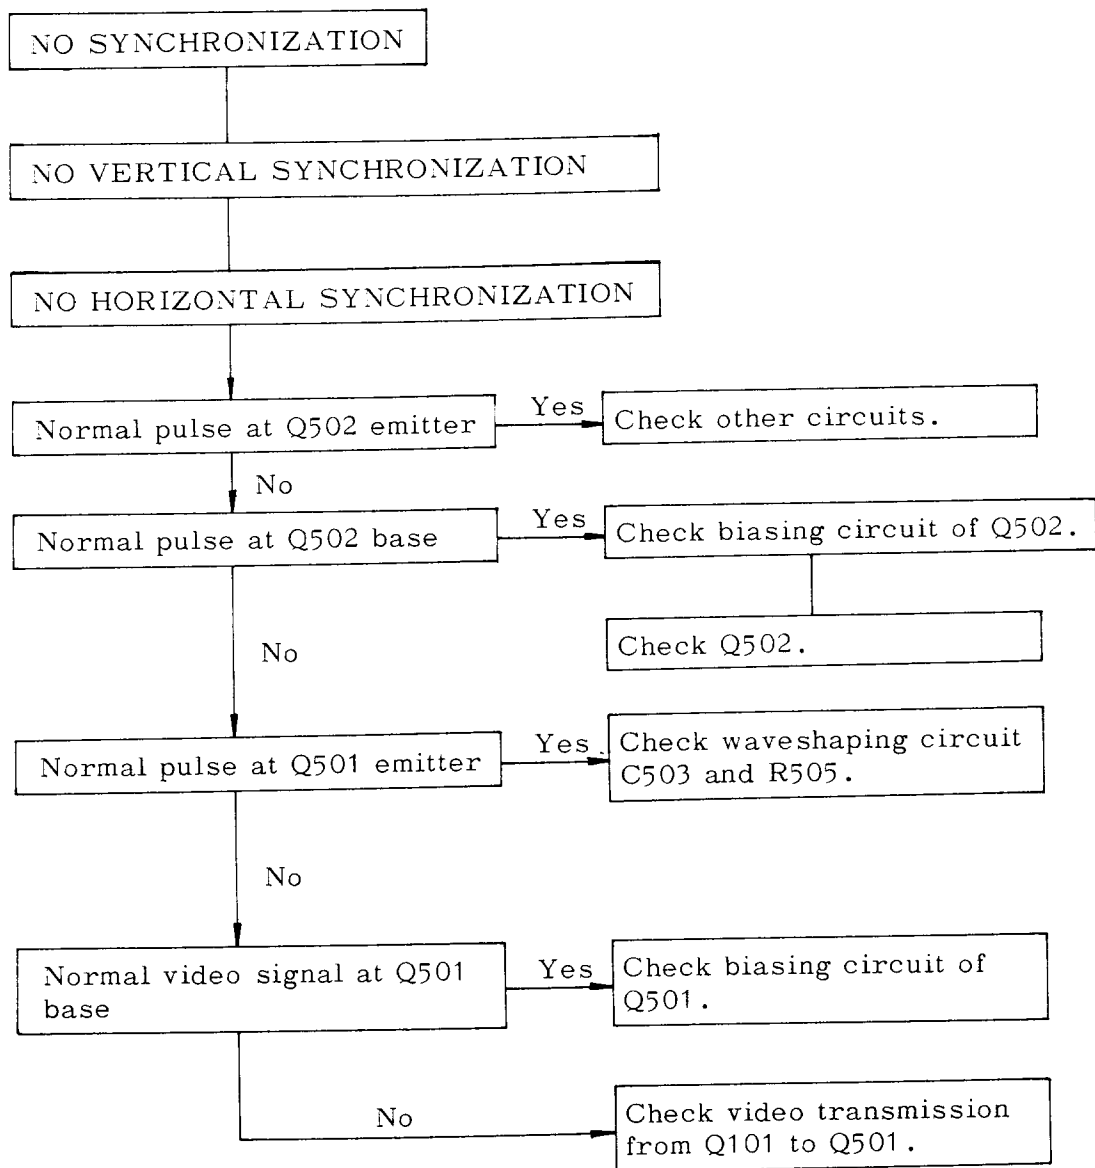 NO SYNCHRONIZATION
NO VERTICAL SYNCHRONIZATION
NO HORIZONTAL SYNCHRONIZATION
Normal pulse at Q502 emitter
Yes
Check other circuits.
No
Normal pulse at Q502 base
Yes
Check biasing circuit of Q502.
Check Q502.
No
Normal pulse at Q501 emitter
Yes
Check waveshaping circuit
C503 and R505.
No
Normal video signal at Q501
base
Yes
Check biasing circuit of
Q501.
No
Check video transmission
from Q101 to Q501.